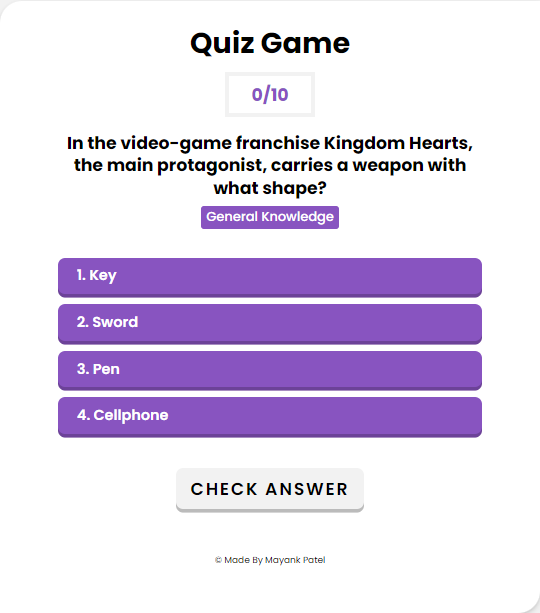 Quiz Game
0/10
In the video-game franchise Kingdom Hearts,
the main protagonist, carries a weapon with
what shape?
General Knowledge
1. Key
2. Sword
3. Pen
4. Cellphone
CHECK ANSWER
© Made By Mayank Patel